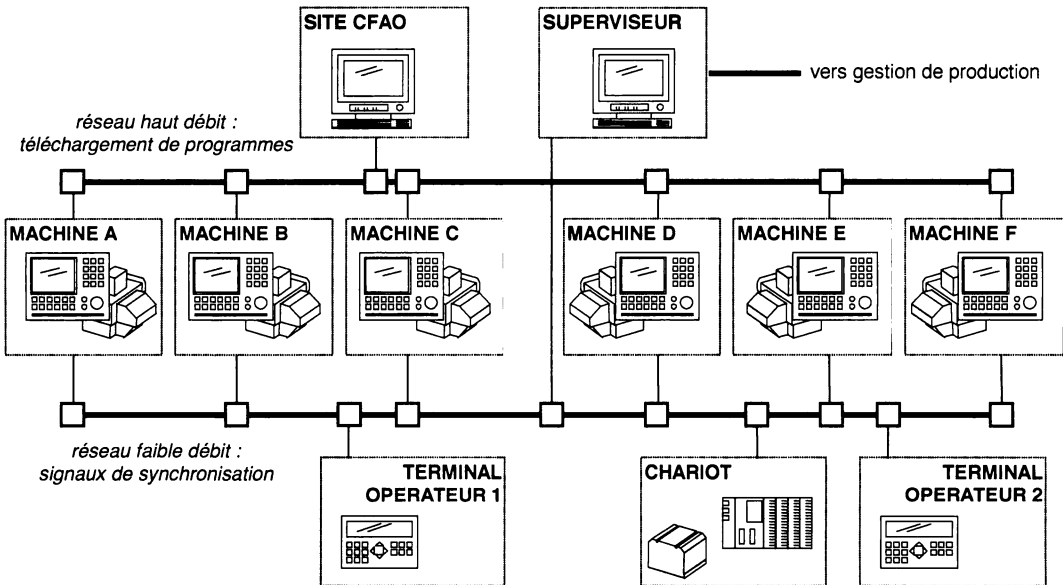 SITE CFAO
SUPERVISEUR
vers gestion de production
réseau haut débit :
téléchargement de programmes
MACHINE A
MACHINE B
MACHINE C
MACHINE D
MACHINE E
MACHINE F
réseau faible débit :
signaux de synchronisation
TERMINAL
OPERATEUR 1
CHARIOT
TERMINAL
OPERATEUR 2